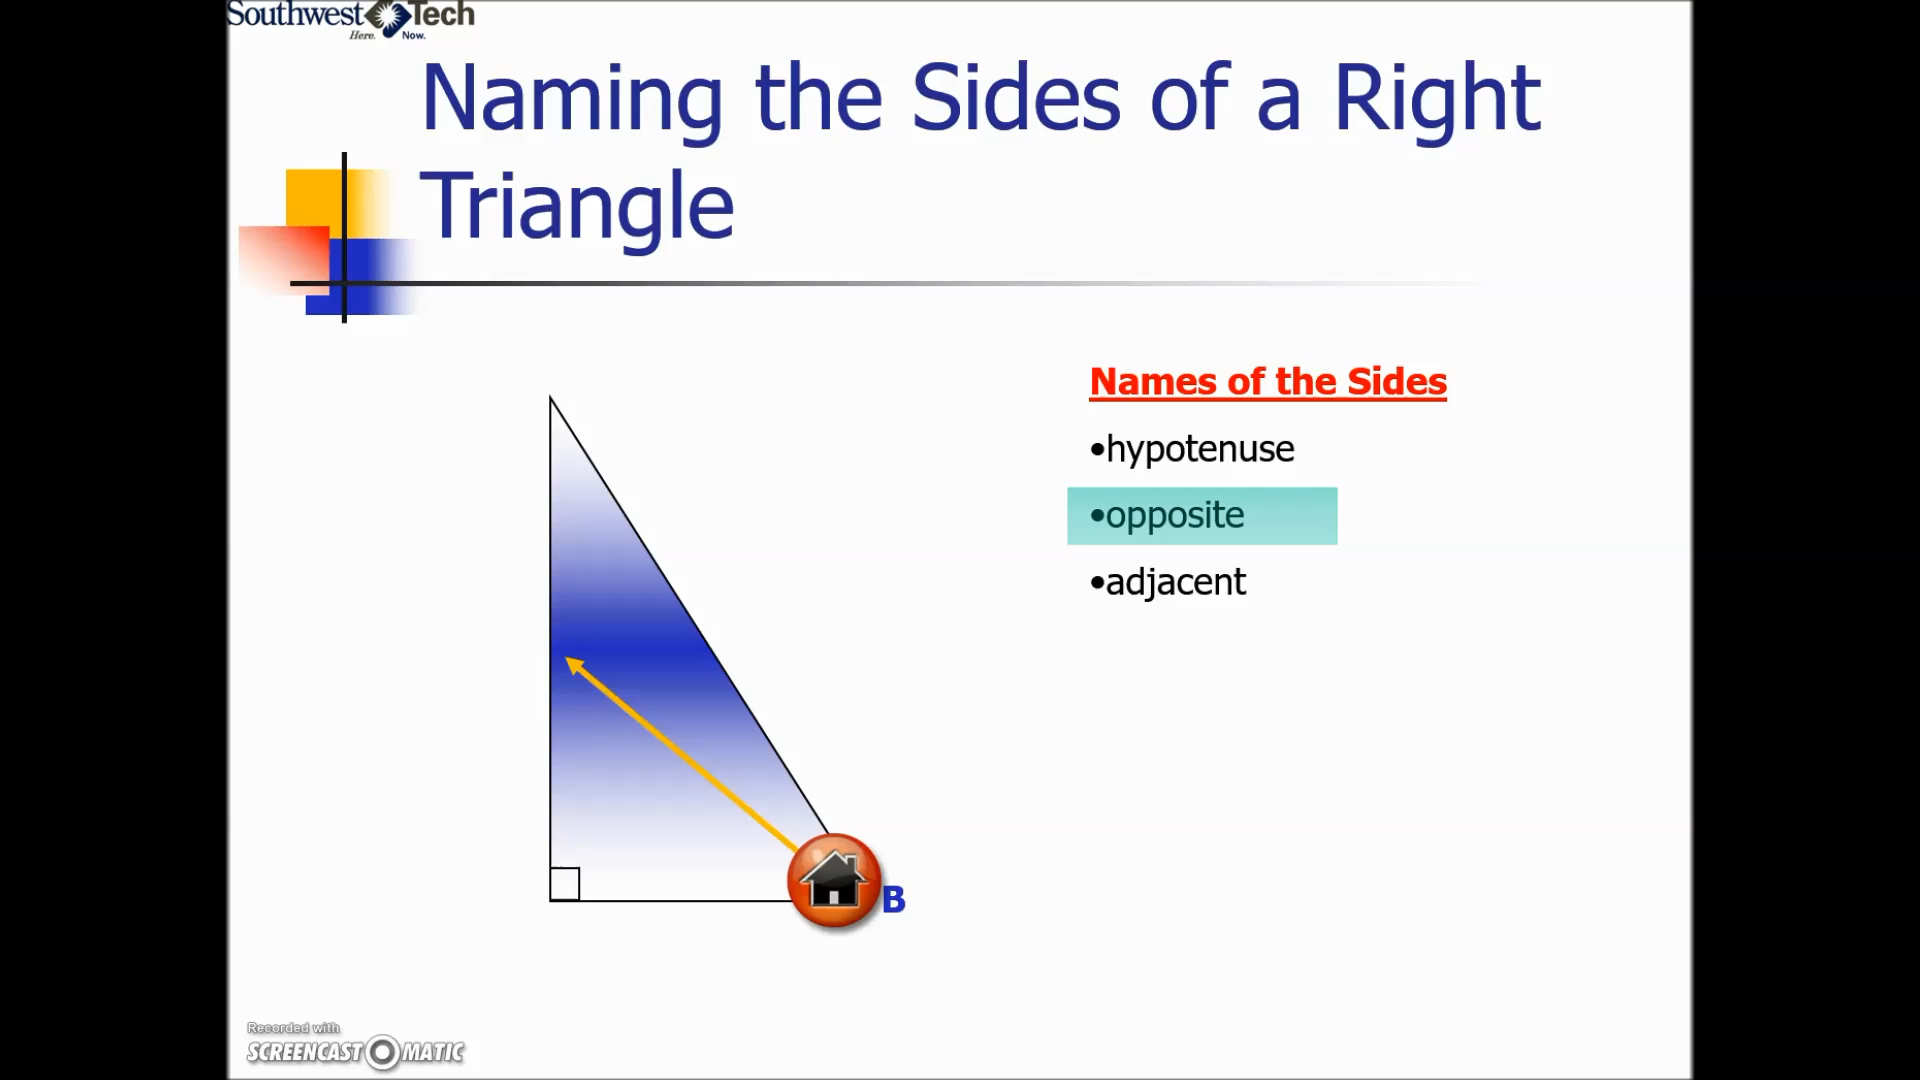 Southwest Tech
Here. Now.
Naming the Sides of a Right
Triangle
Names of the Sides
•hypotenuse
•opposite
•adjacent
B
Recorded with
SCREENCAST O MATIC